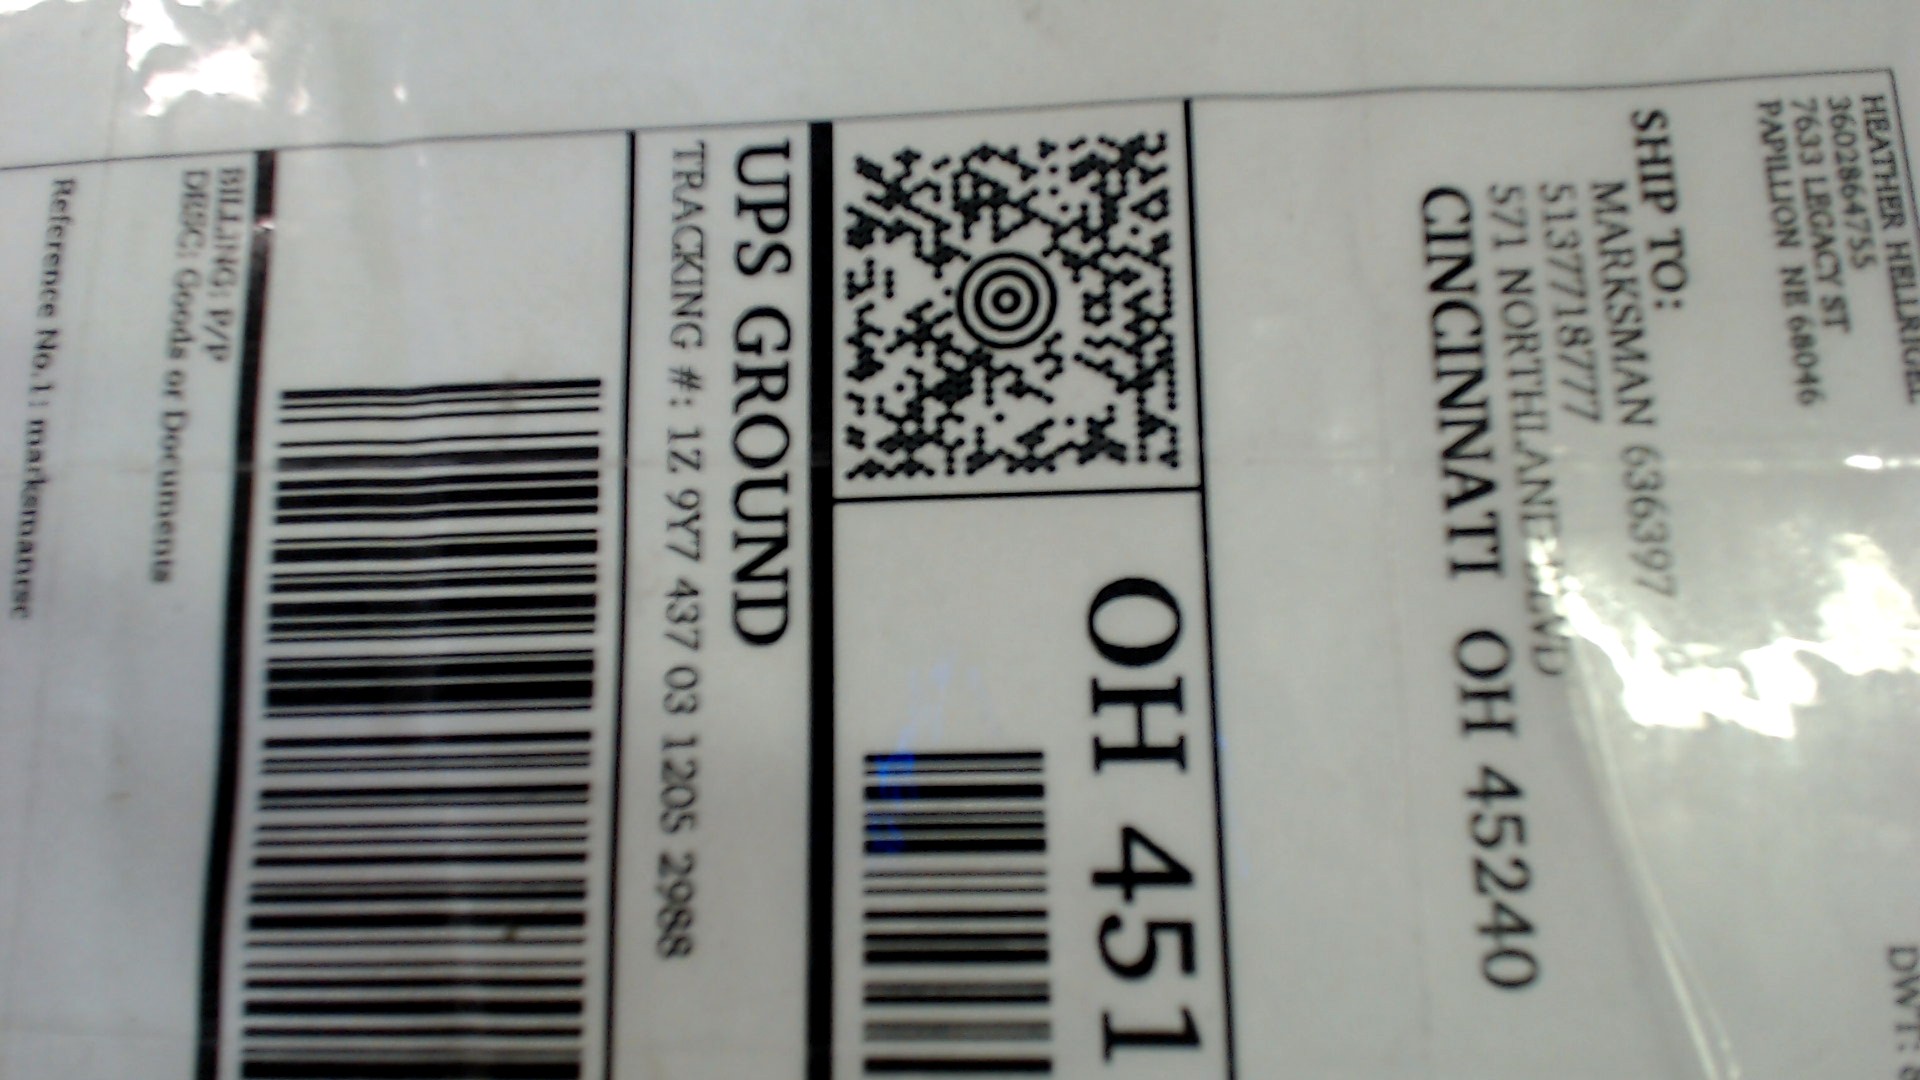 HEATHER HELLRIGEL
3602864755
7633 LEGACY ST
PAPILLION NE 68046
SHIP TO:
MARKSMAN 636397
5137718777
571 NORTHLAND BLVD
CINCINNATI OH 45240
OH 451
UPS GROUND
TRACKING #: 1Z 9Y7 437 03 1205 2988
BILLING: P/P
DESC: Goods or Documents
Reference No.1: marksmanrsc
DWT: